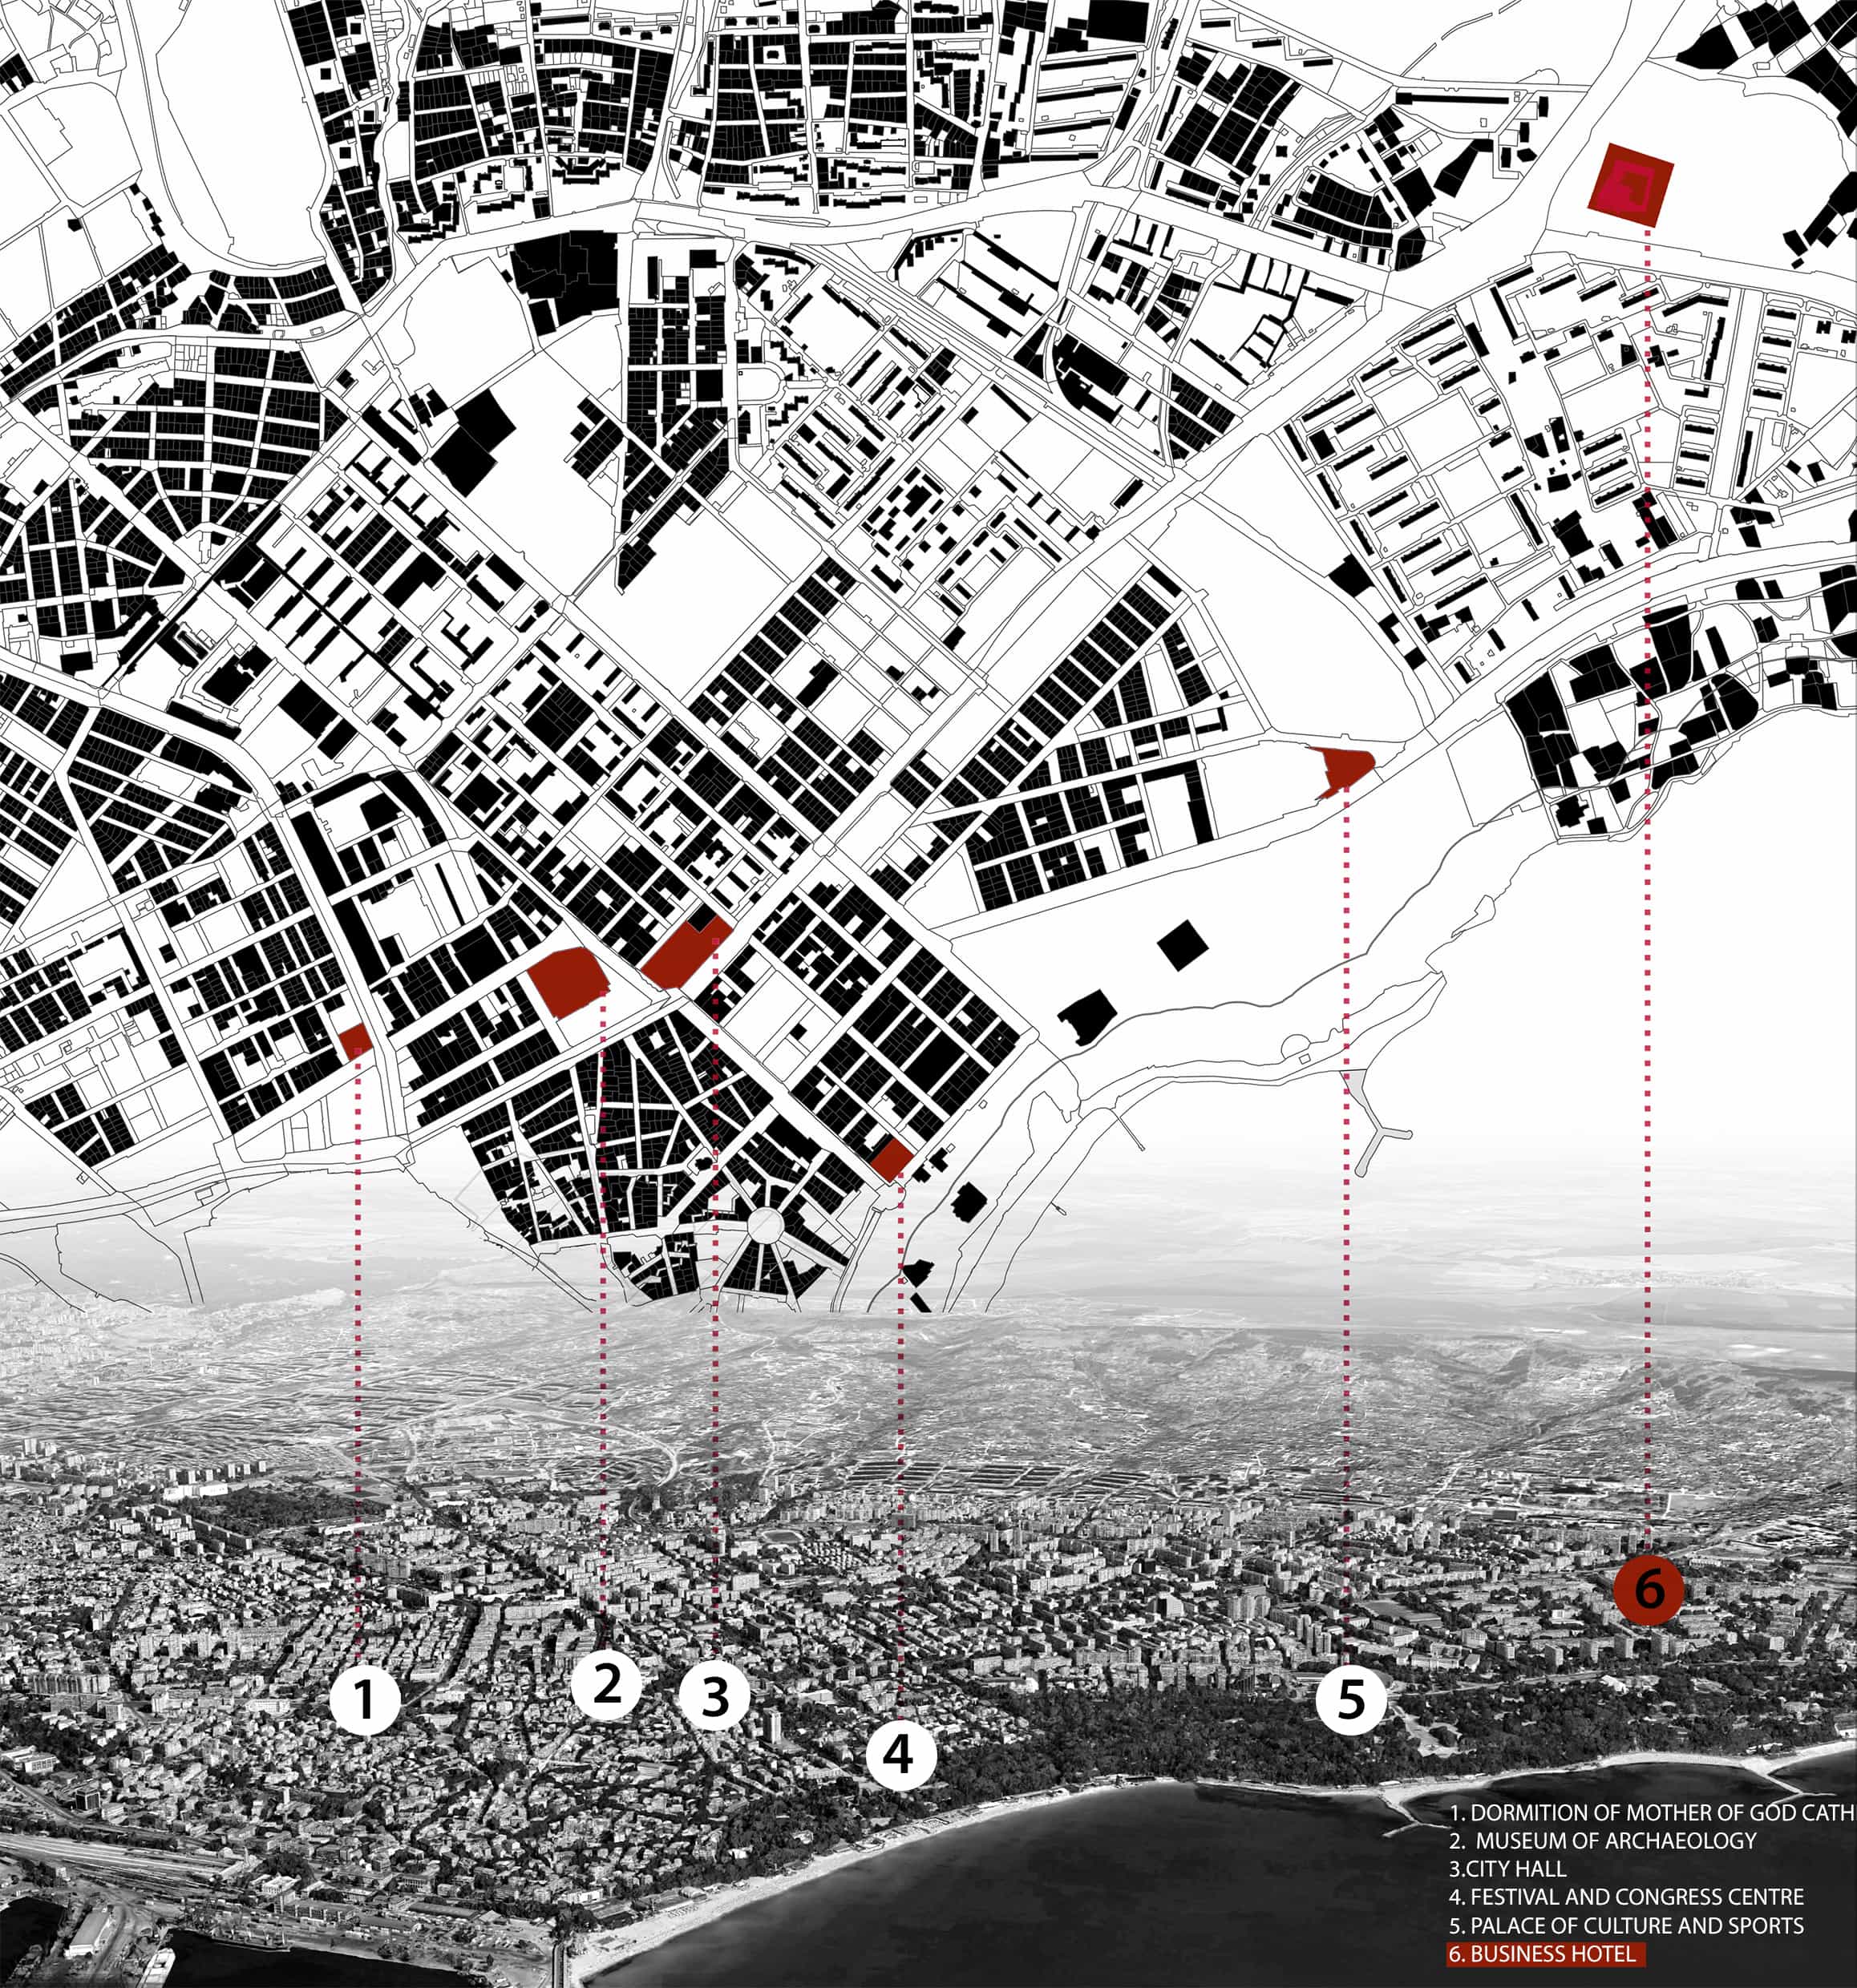 1
2
3
4
5
6
1. DORMITION OF MOTHER OF GOD CATH
2. MUSEUM OF ARCHAEOLOGY
3.CITY HALL
4. FESTIVAL AND CONGRESS CENTRE
5. PALACE OF CULTURE AND SPORTS
6. BUSINESS HOTEL